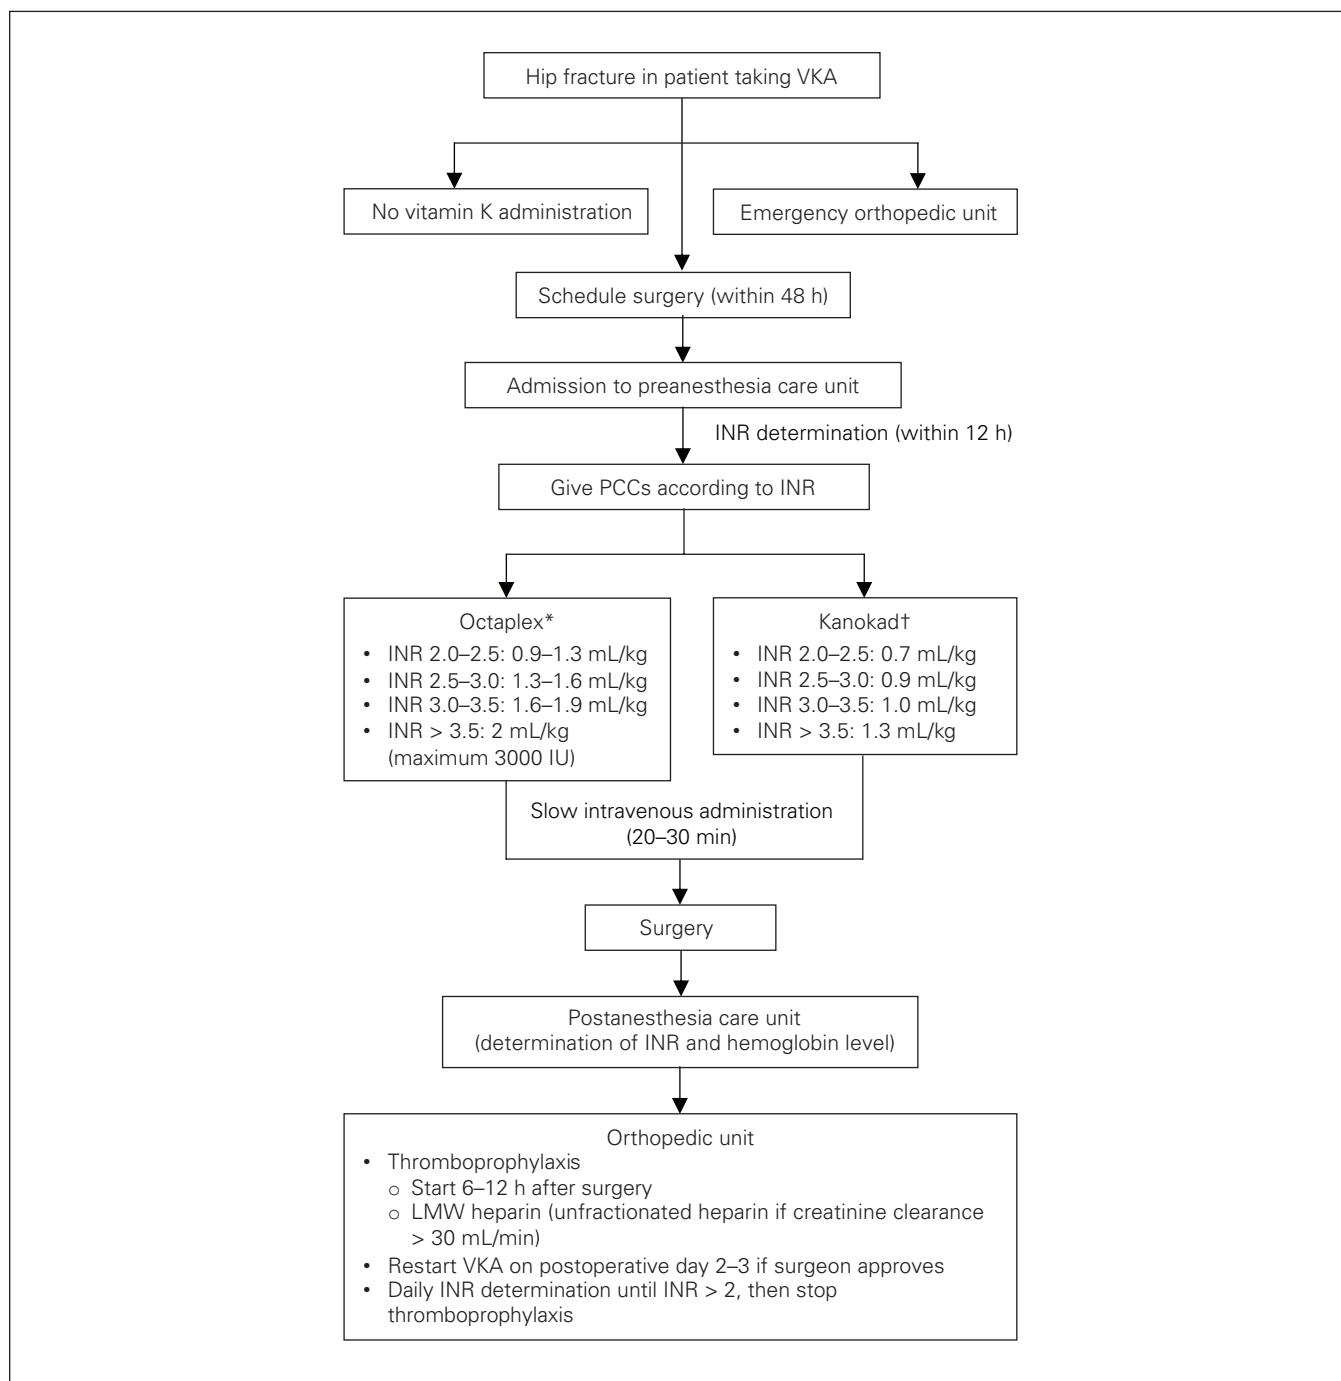 Hip fracture in patient taking VKA
No vitamin K administration
Emergency orthopedic unit
Schedule surgery (within 48 h)
Admission to preanesthesia care unit
INR determination (within 12 h)
Give PCCs according to INR
Octaplex*
• INR 2.0–2.5: 0.9–1.3 mL/kg
• INR 2.5–3.0: 1.3–1.6 mL/kg
• INR 3.0–3.5: 1.6–1.9 mL/kg
• INR > 3.5: 2 mL/kg
(maximum 3000 IU)
Kanokad†
• INR 2.0–2.5: 0.7 mL/kg
• INR 2.5–3.0: 0.9 mL/kg
• INR 3.0–3.5: 1.0 mL/kg
• INR > 3.5: 1.3 mL/kg
Slow intravenous administration
(20–30 min)
Surgery
Postanesthesia care unit
(determination of INR and hemoglobin level)
Orthopedic unit
• Thromboprophylaxis
o Start 6–12 h after surgery
o LMW heparin (unfractionated heparin if creatinine clearance
> 30 mL/min)
• Restart VKA on postoperative day 2–3 if surgeon approves
• Daily INR determination until INR > 2, then stop
thromboprophylaxis